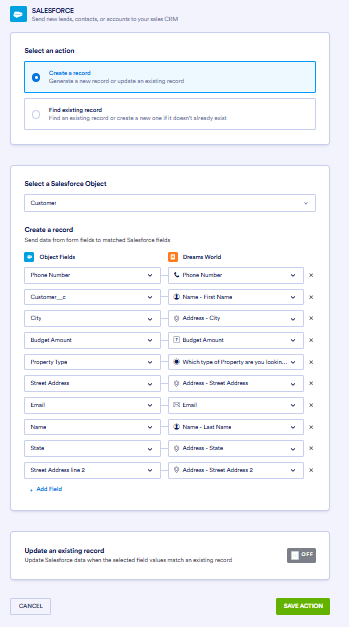 SALESFORCE
Send new leads, contacts, or accounts to your sales CRM
Select an action
Create a record
Generate a new record or update an existing record
Find existing record
Find an existing record or create a new one if it doesn't already exist
Select a Salesforce Object
Customer
Create a record
Send data from form fields to matched Salesforce fields
Object Fields Dreams World
Phone Number Phone Number
Customer__c Name - First Name
City Address - City
Budget Amount Budget Amount
Property Type Which type of Property are you lookin...
Street Address Address - Street Address
Email Email
Name Name - Last Name
State Address - State
Street Address line 2 Address - Street Address 2
+ Add Field
Update an existing record
Update Salesforce data when the selected field values match an existing record
OFF
CANCEL SAVE ACTION